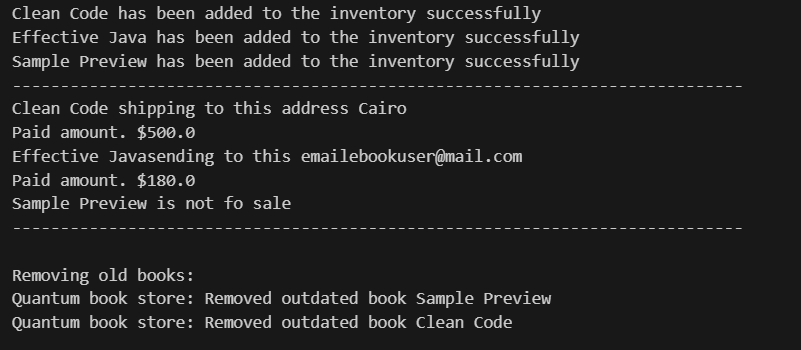 Clean Code has been added to the inventory successfully
Effective Java has been added to the inventory successfully
Sample Preview has been added to the inventory successfully
----------------------------------------------------------------------------
Clean Code shipping to this address Cairo
Paid amount. $500.0
Effective Javasending to this emailebookuser@mail.com
Paid amount. $180.0
Sample Preview is not fo sale
----------------------------------------------------------------------------
Removing old books:
Quantum book store: Removed outdated book Sample Preview
Quantum book store: Removed outdated book Clean Code